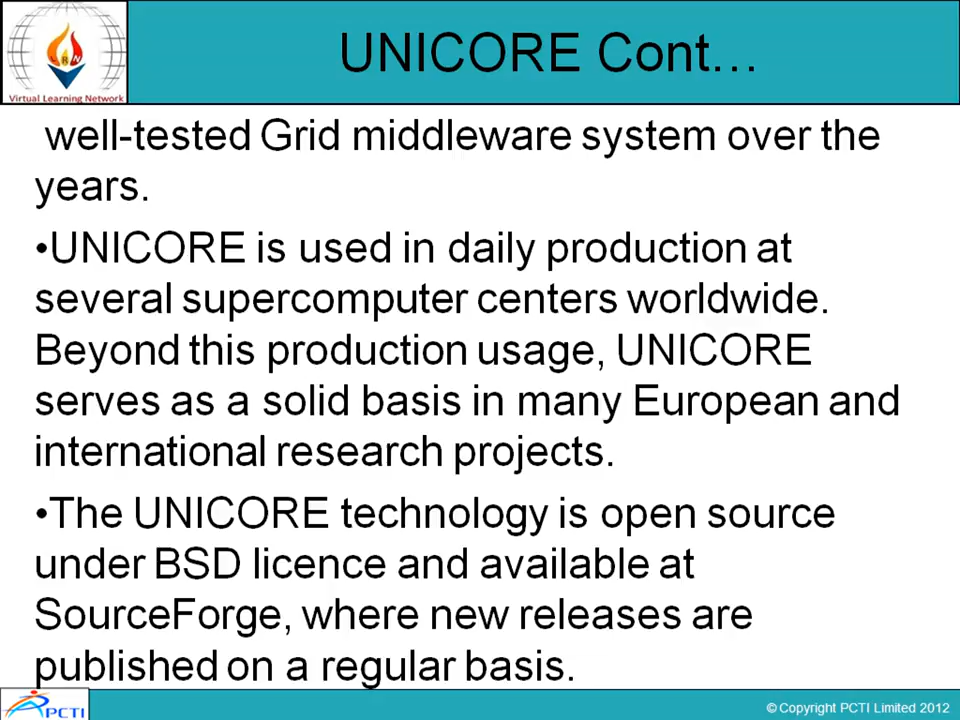 UNICORE Cont...
Virtual Learning Network
well-tested Grid middleware system over the
years.
•UNICORE is used in daily production at
several supercomputer centers worldwide.
Beyond this production usage, UNICORE
serves as a solid basis in many European and
international research projects.
•The UNICORE technology is open source
under BSD licence and available at
SourceForge, where new releases are
published on a regular basis.
PCTI
© Copyright PCTI Limited 2012